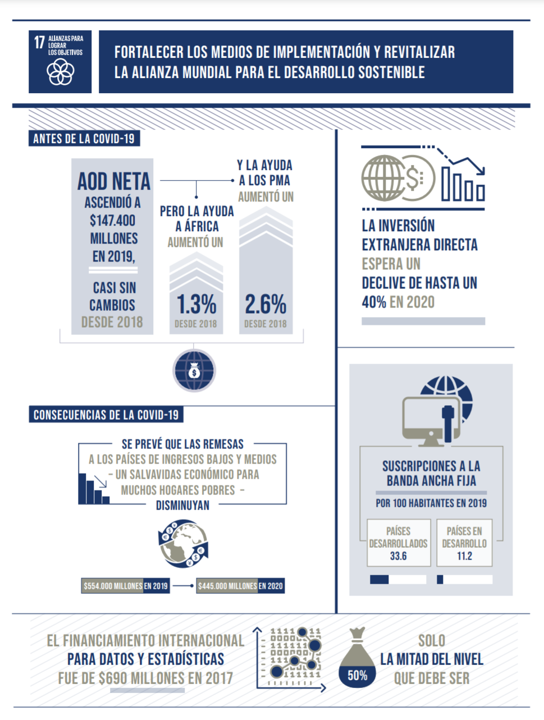 17 ALIANZAS PARA
LOGRAR
LOS OBJETIVOS
FORTALECER LOS MEDIOS DE IMPLEMENTACIÓN Y REVITALIZAR
LA ALIANZA MUNDIAL PARA EL DESARROLLO SOSTENIBLE
ANTES DE LA COVID-19
AOD NETA
ASCENDIÓ A
$147.400
MILLONES
EN 2019,
CASI SIN
CAMBIOS
DESDE 2018
PERO LA AYUDA
A ÁFRICA
AUMENTÓ UN
1.3%
DESDE 2018
Y LA AYUDA
A LOS PMA
AUMENTÓ UN
2.6%
DESDE 2018
$
LA INVERSIÓN
EXTRANJERA DIRECTA
ESPERA UN
DECLIVE DE HASTA UN
40% EN 2020
CONSECUENCIAS DE LA COVID-19
SE PREVÉ QUE LAS REMESAS
A LOS PAÍSES DE INGRESOS BAJOS Y MEDIOS
– UN SALVAVIDAS ECONÓMICO PARA
MUCHOS HOGARES POBRES –
DISMINUYAN
$554.000 MILLONES EN 2019
$445.000 MILLONES EN 2020
SUSCRIPCIONES A LA
BANDA ANCHA FIJA
POR 100 HABITANTES EN 2019
PAÍSES
DESARROLLADOS
33.6
PAÍSES EN
DESARROLLO
11.2
EL FINANCIAMIENTO INTERNACIONAL
PARA DATOS Y ESTADÍSTICAS
FUE DE $690 MILLONES EN 2017
50%
SOLO
LA MITAD DEL NIVEL
QUE DEBE SER